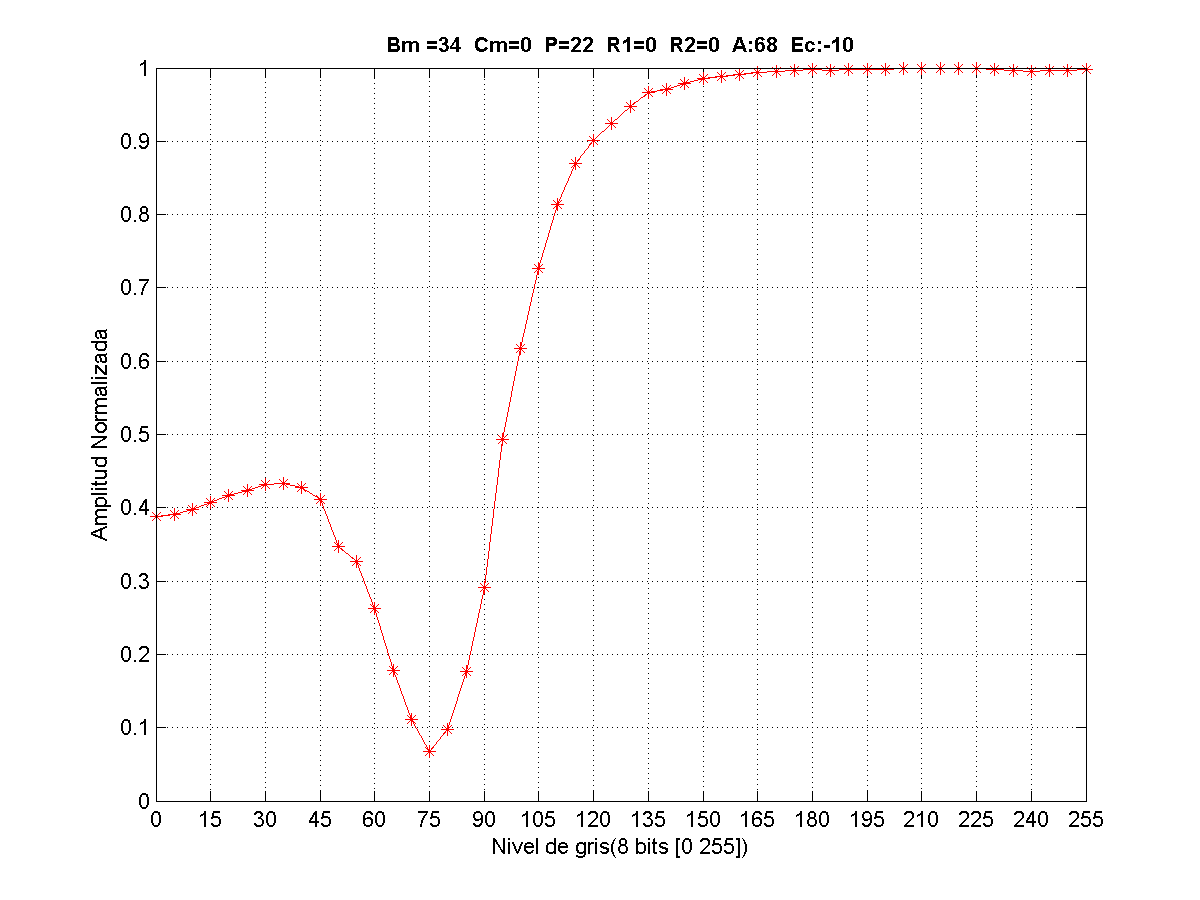 Bm =34 Cm=0 P=22 R1=0 R2=0 A:68 Ec:-10
1
0.9
0.8
0.7
0.6
0.5
0.4
0.3
0.2
0.1
0
Amplitud Normalizada
0 15 30 45 60 75 90 105 120 135 150 165 180 195 210 225 240 255
Nivel de gris(8 bits [0 255])